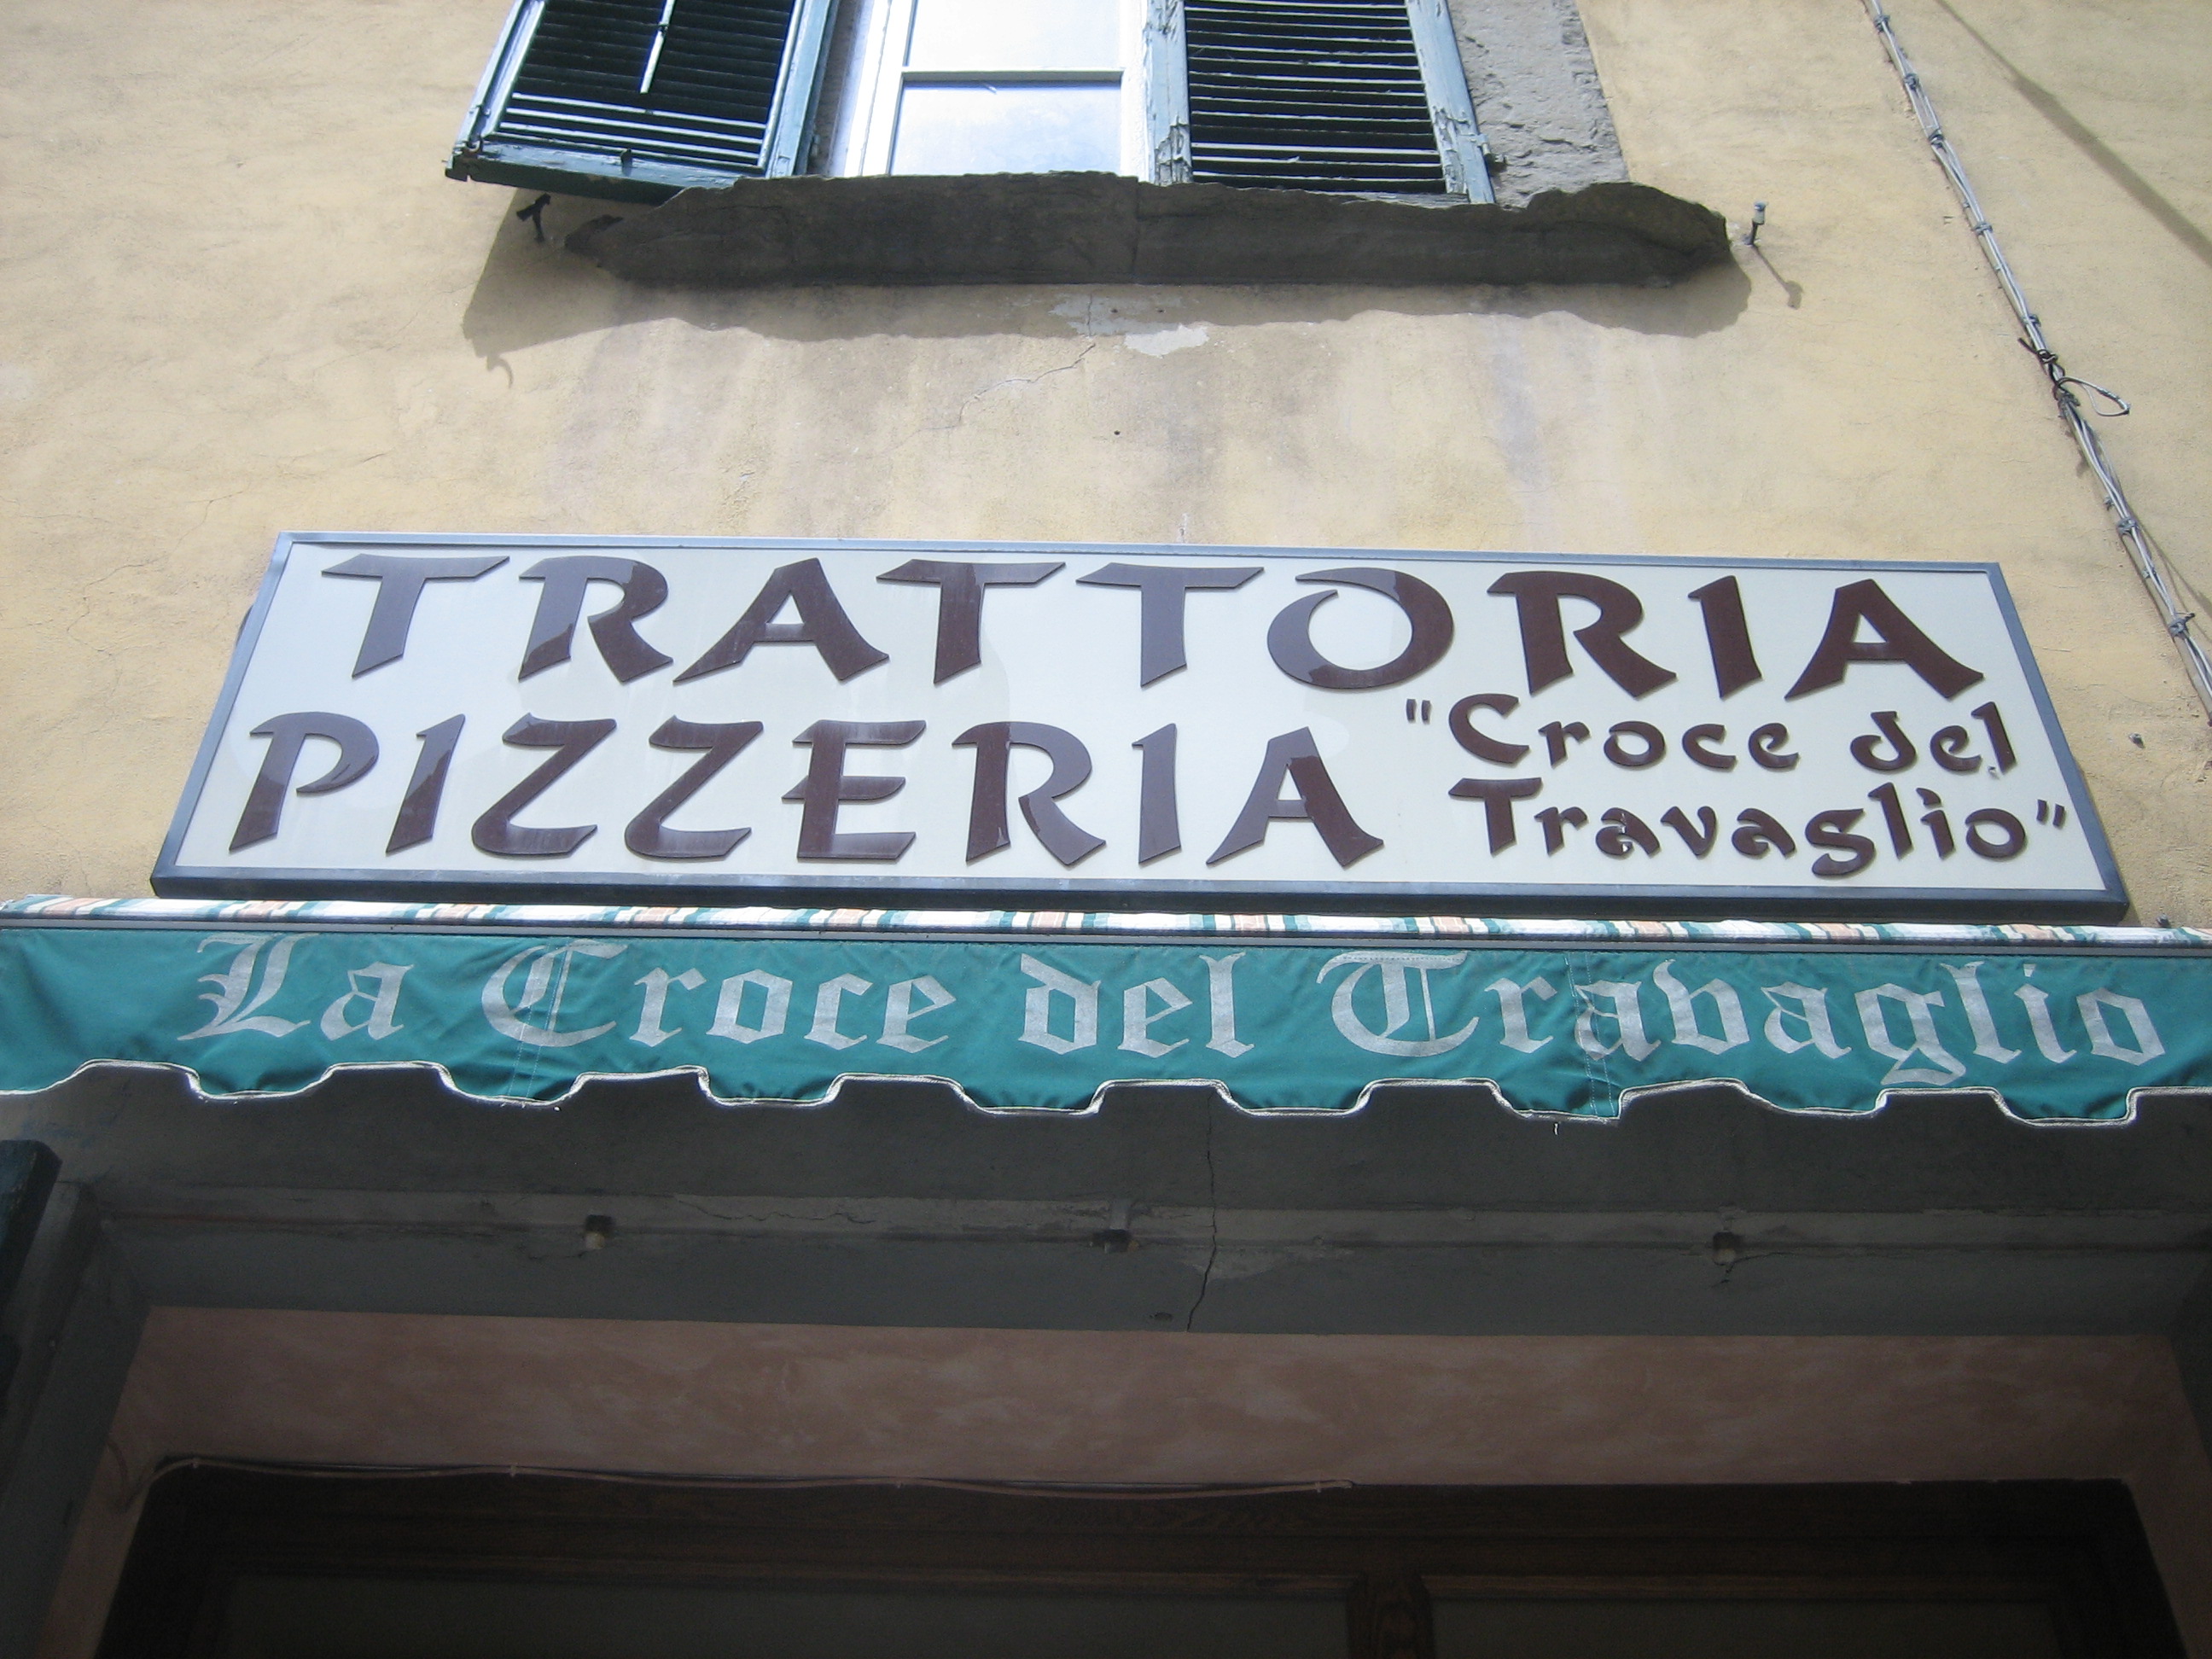 TRATTORIA
PIZZERIA "Croce del
Travaglio"
La Croce del Travaglio